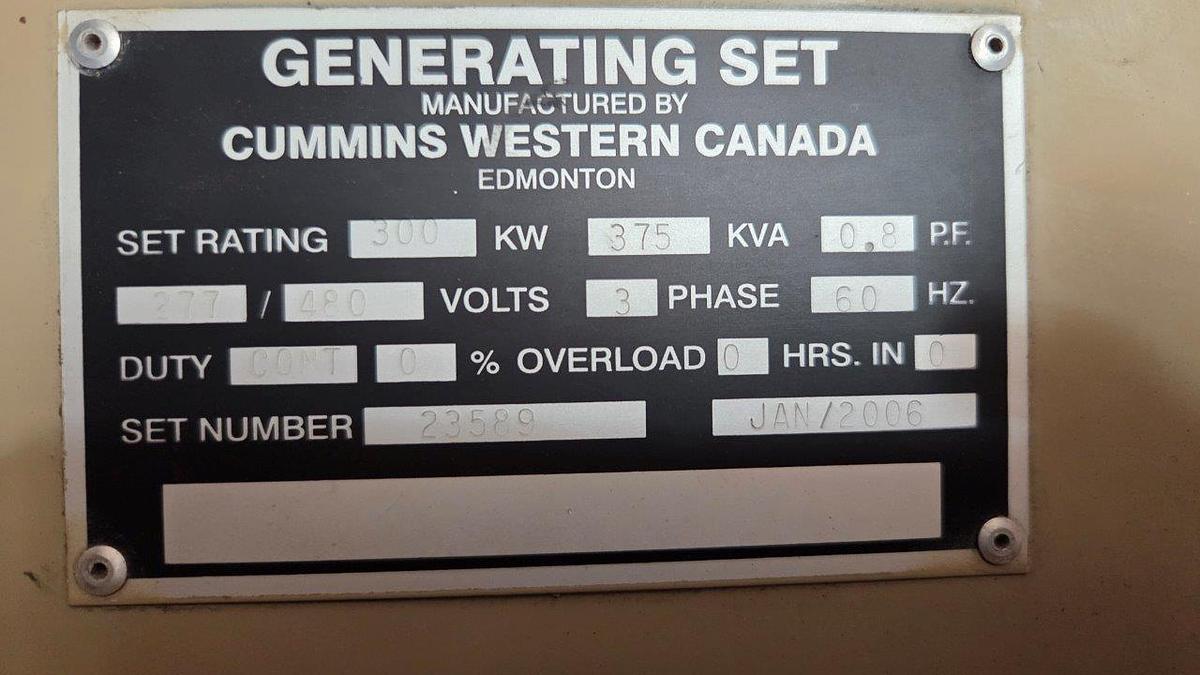 GENERATING SET
MANUFACTURED BY
CUMMINS WESTERN CANADA
EDMONTON
SET RATING 300 KW 375 KVA 0.8 P.F.
277 / 480 VOLTS 3 PHASE 60 HZ.
DUTY CONT 0 % OVERLOAD 0 HRS. IN 0
SET NUMBER 23589 JAN/2006